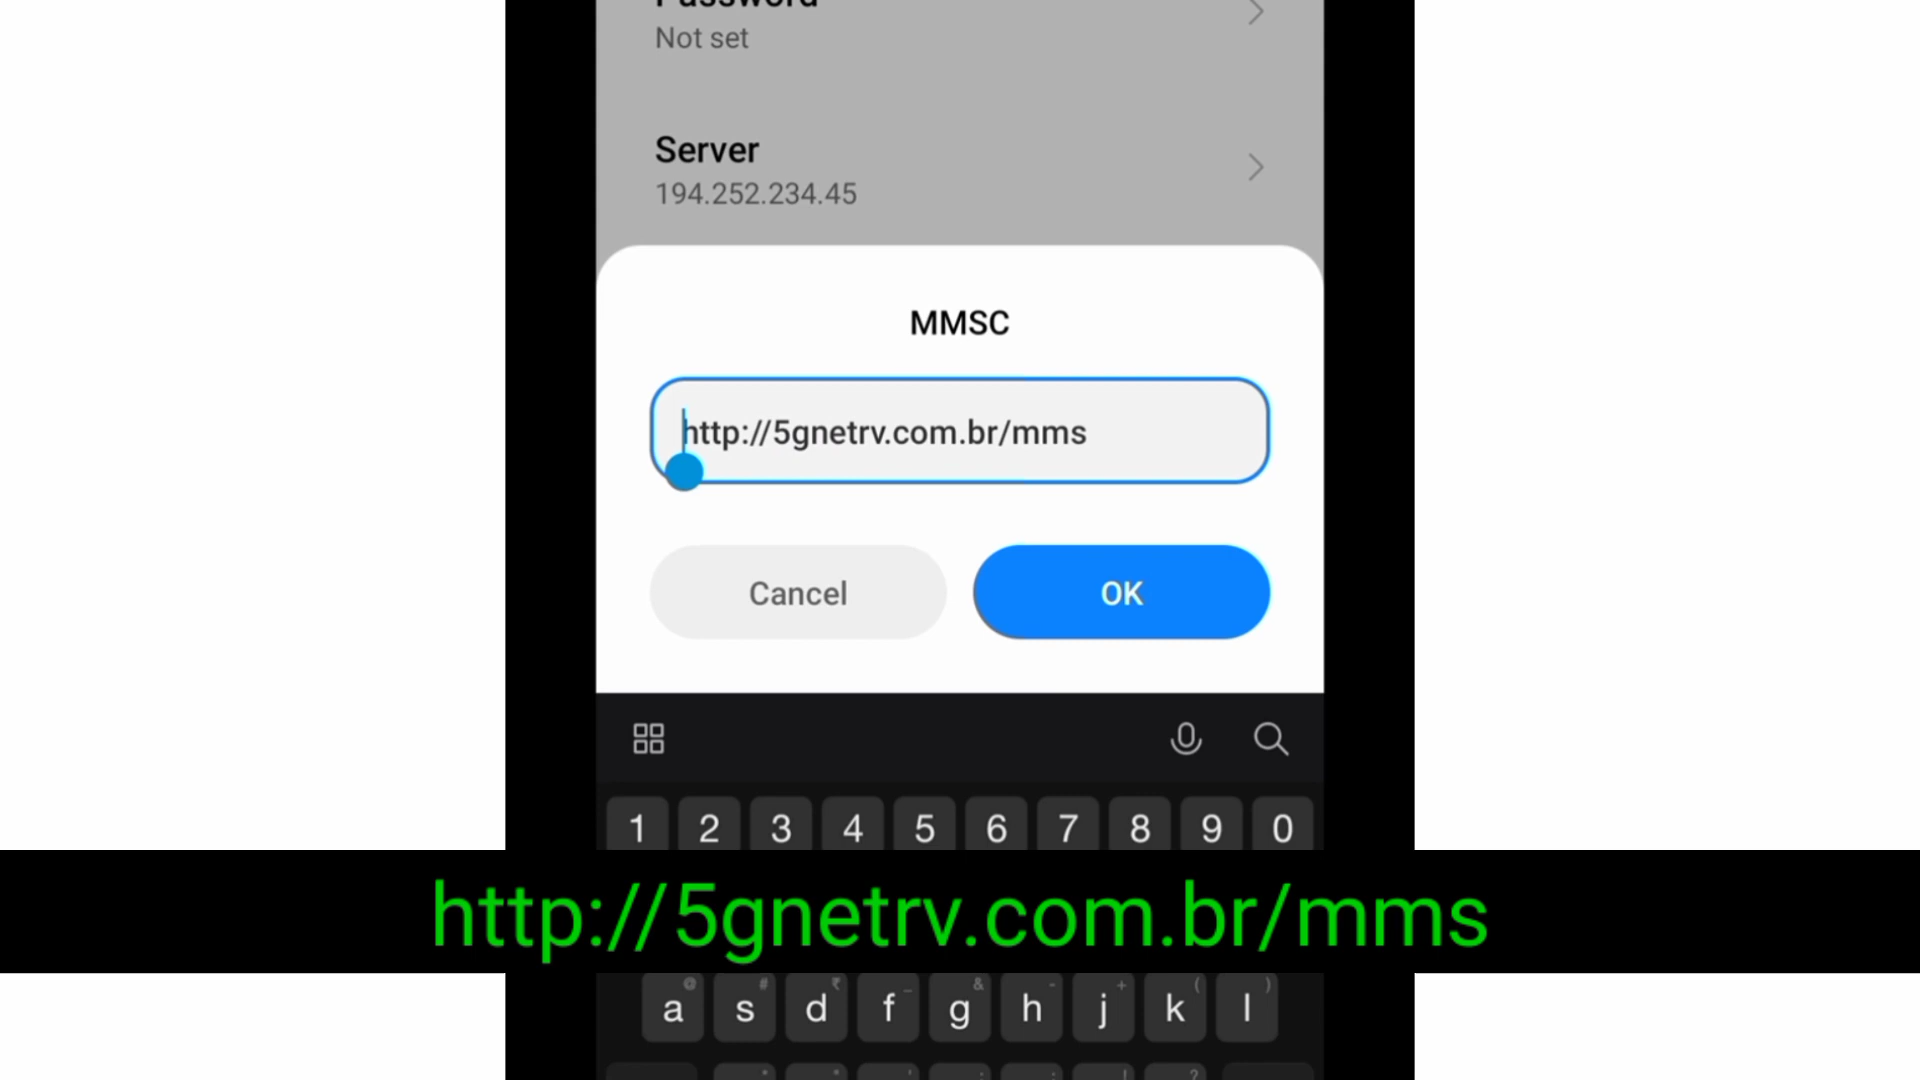 Password
Not set
Server
194.252.234.45
MMSC
http://5gnetrv.com.br/mms
Cancel
OK
1 2 3 4 5 6 7 8 9 0
http://5gnetrv.com.br/mms
@ # ₹ _ & - + ( )
a s d f g h j k l